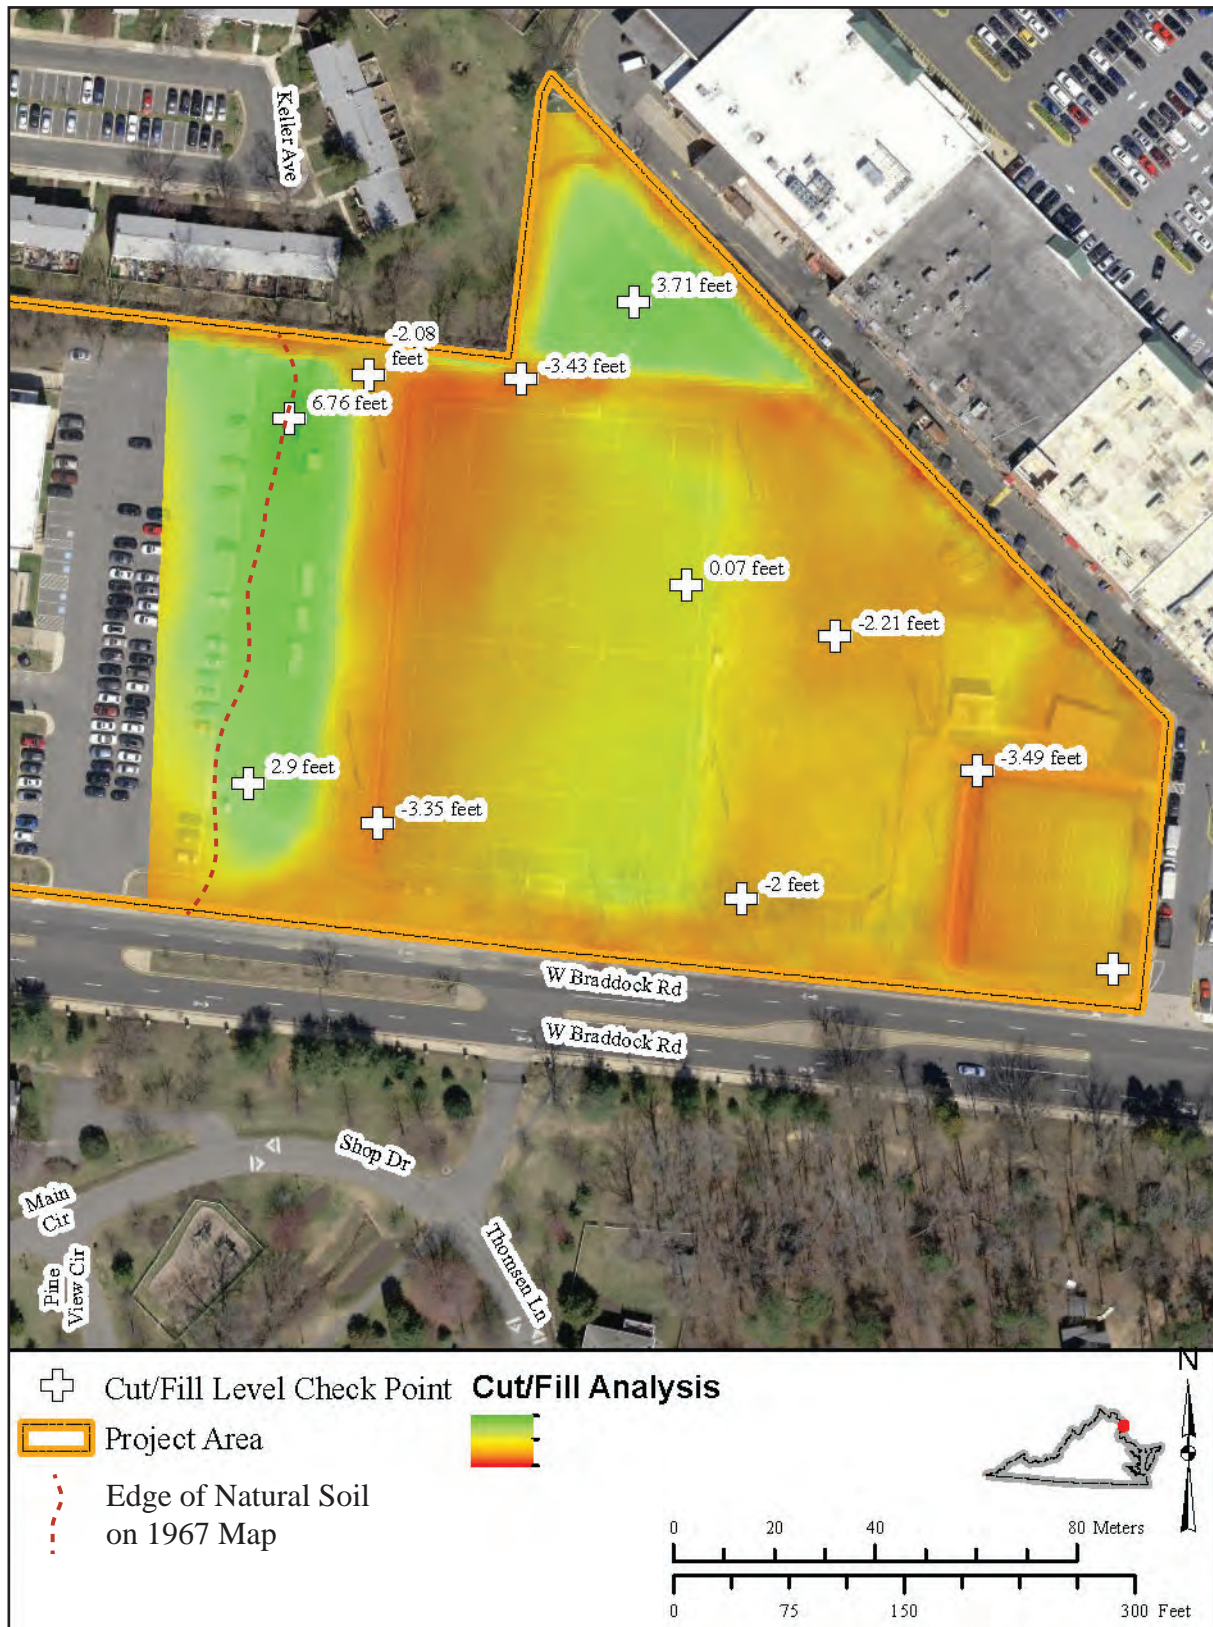 Keller Ave
3.71 feet
-2.08
feet
-3.43 feet
6.76 feet
0.07 feet
-2.21 feet
2.9 feet
-3.49 feet
-3.35 feet
-2 feet
W Braddock Rd
W Braddock Rd
Shop Dr
Main
Cir
Pine
View Cir
Thomsen Ln
Cut/Fill Level Check Point
Project Area
Edge of Natural Soil
on 1967 Map
Cut/Fill Analysis
N
0 20 40 80 Meters
0 75 150 300 Feet